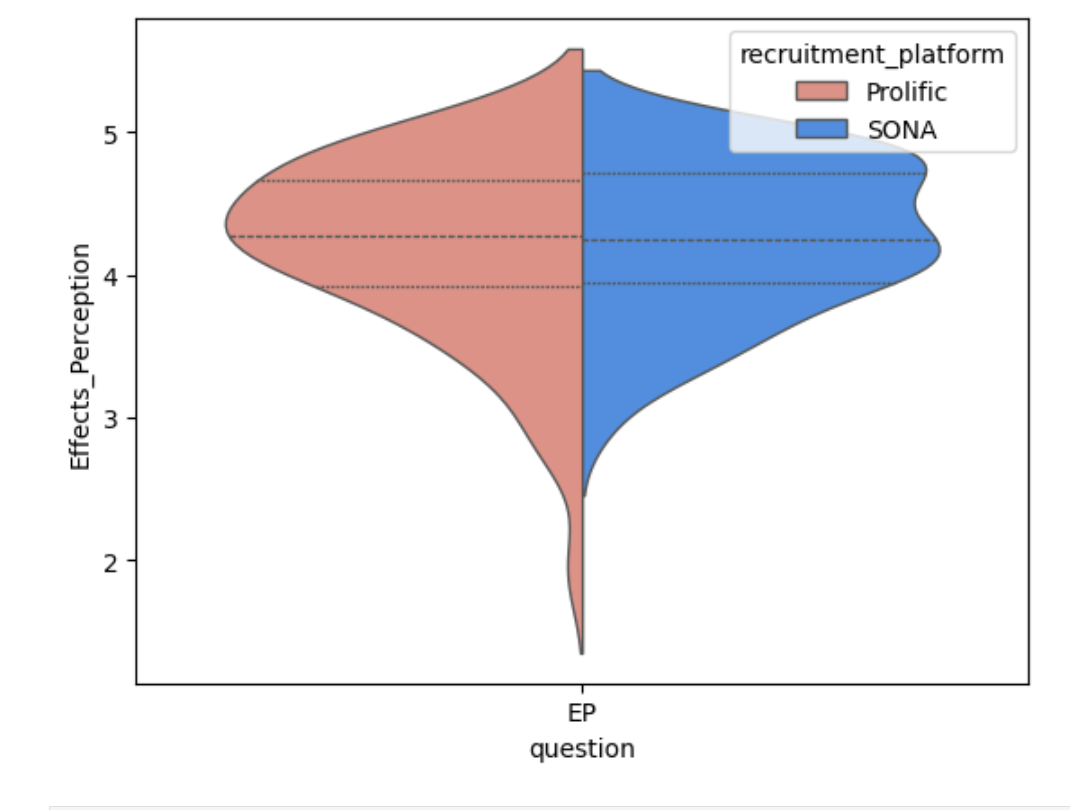 recruitment_platform
Prolific
SONA
Effects_Perception
5
4
3
2
EP
question